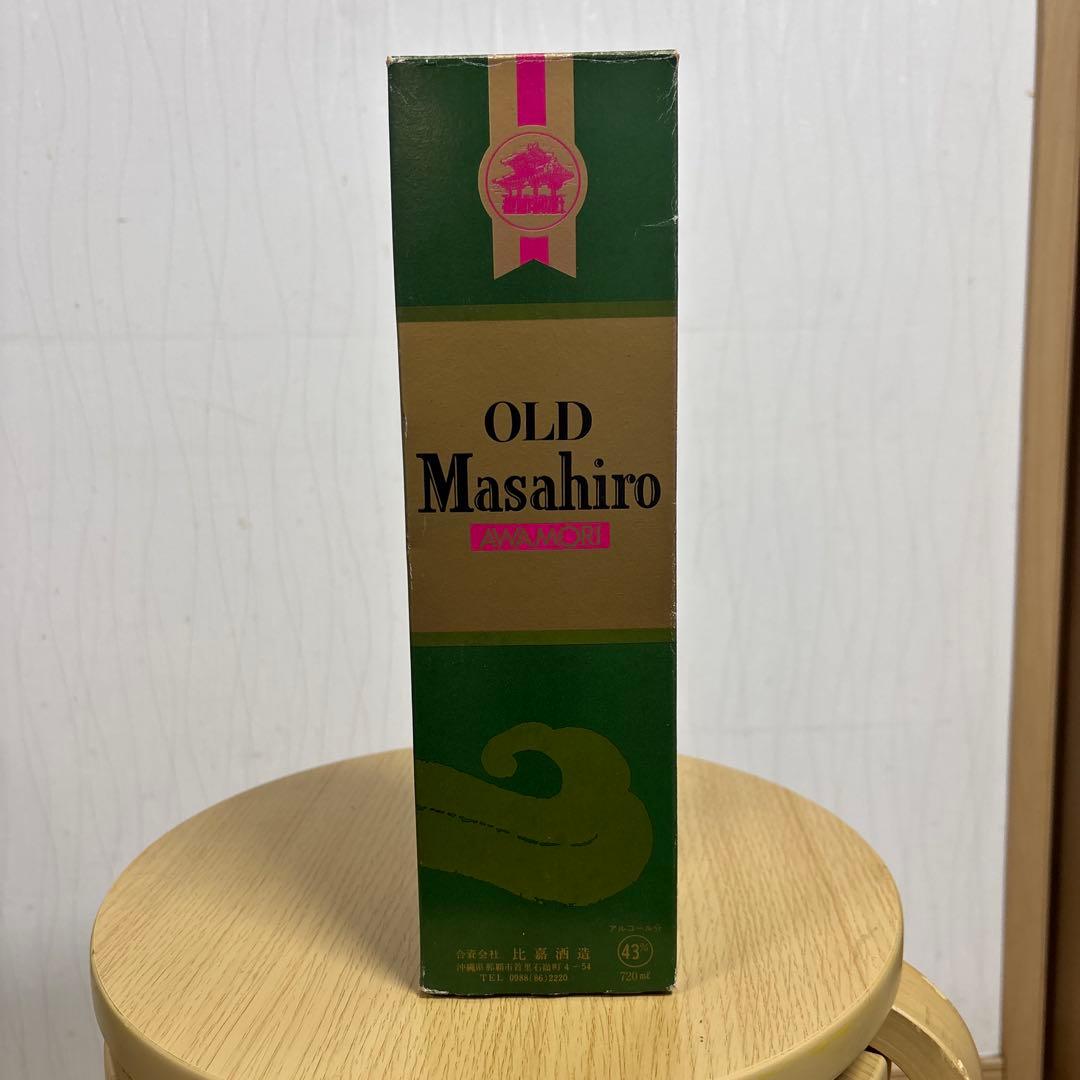 OLD
Masahiro
AWAMORI
アルコール分
43%
720ml
合資会社 比嘉酒造
沖縄県那覇市首里石嶺町4-54
TEL 0988(86)2220